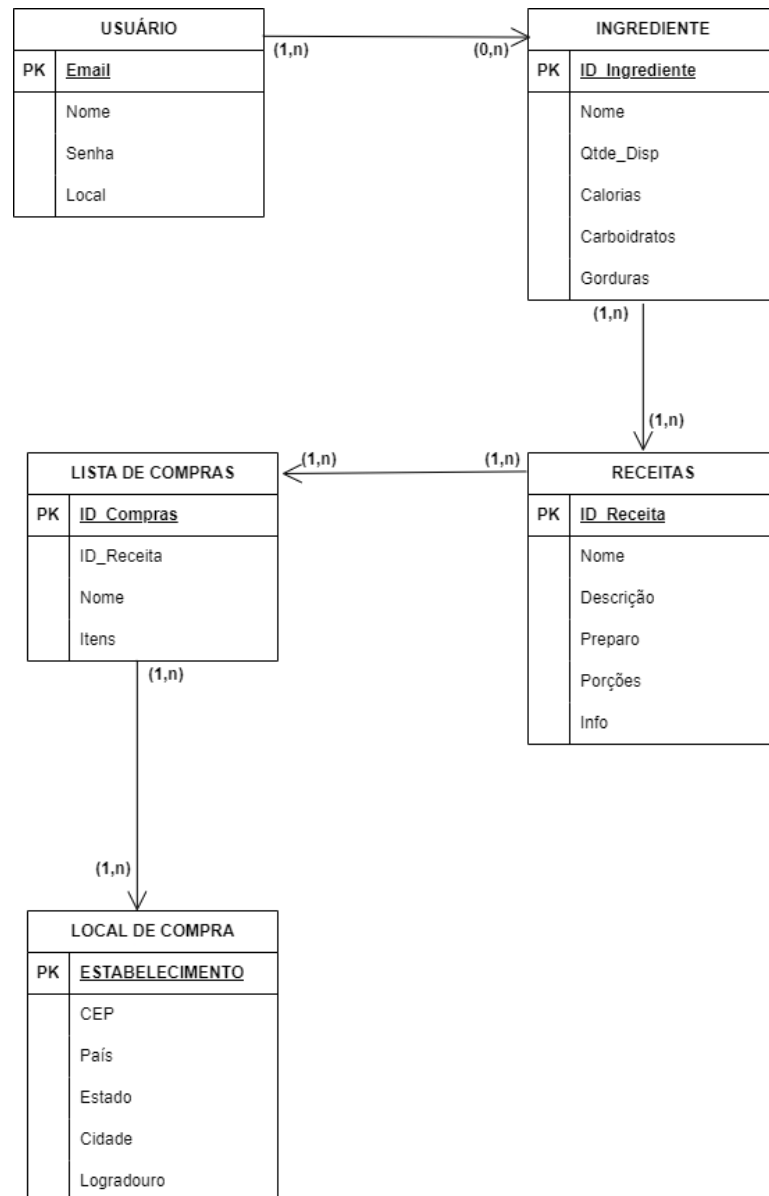 USUÁRIO
PK Email
Nome
Senha
Local
(1,n)
(0,n)
INGREDIENTE
PK ID_Ingrediente
Nome
Qtde_Disp
Calorias
Carboidratos
Gorduras
(1,n)
(1,n)
RECEITAS
PK ID_Receita
Nome
Descrição
Preparo
Porções
Info
(1,n)
(1,n)
LISTA DE COMPRAS
PK ID_Compras
ID_Receita
Nome
Itens
(1,n)
(1,n)
LOCAL DE COMPRA
PK ESTABELECIMENTO
CEP
País
Estado
Cidade
Logradouro